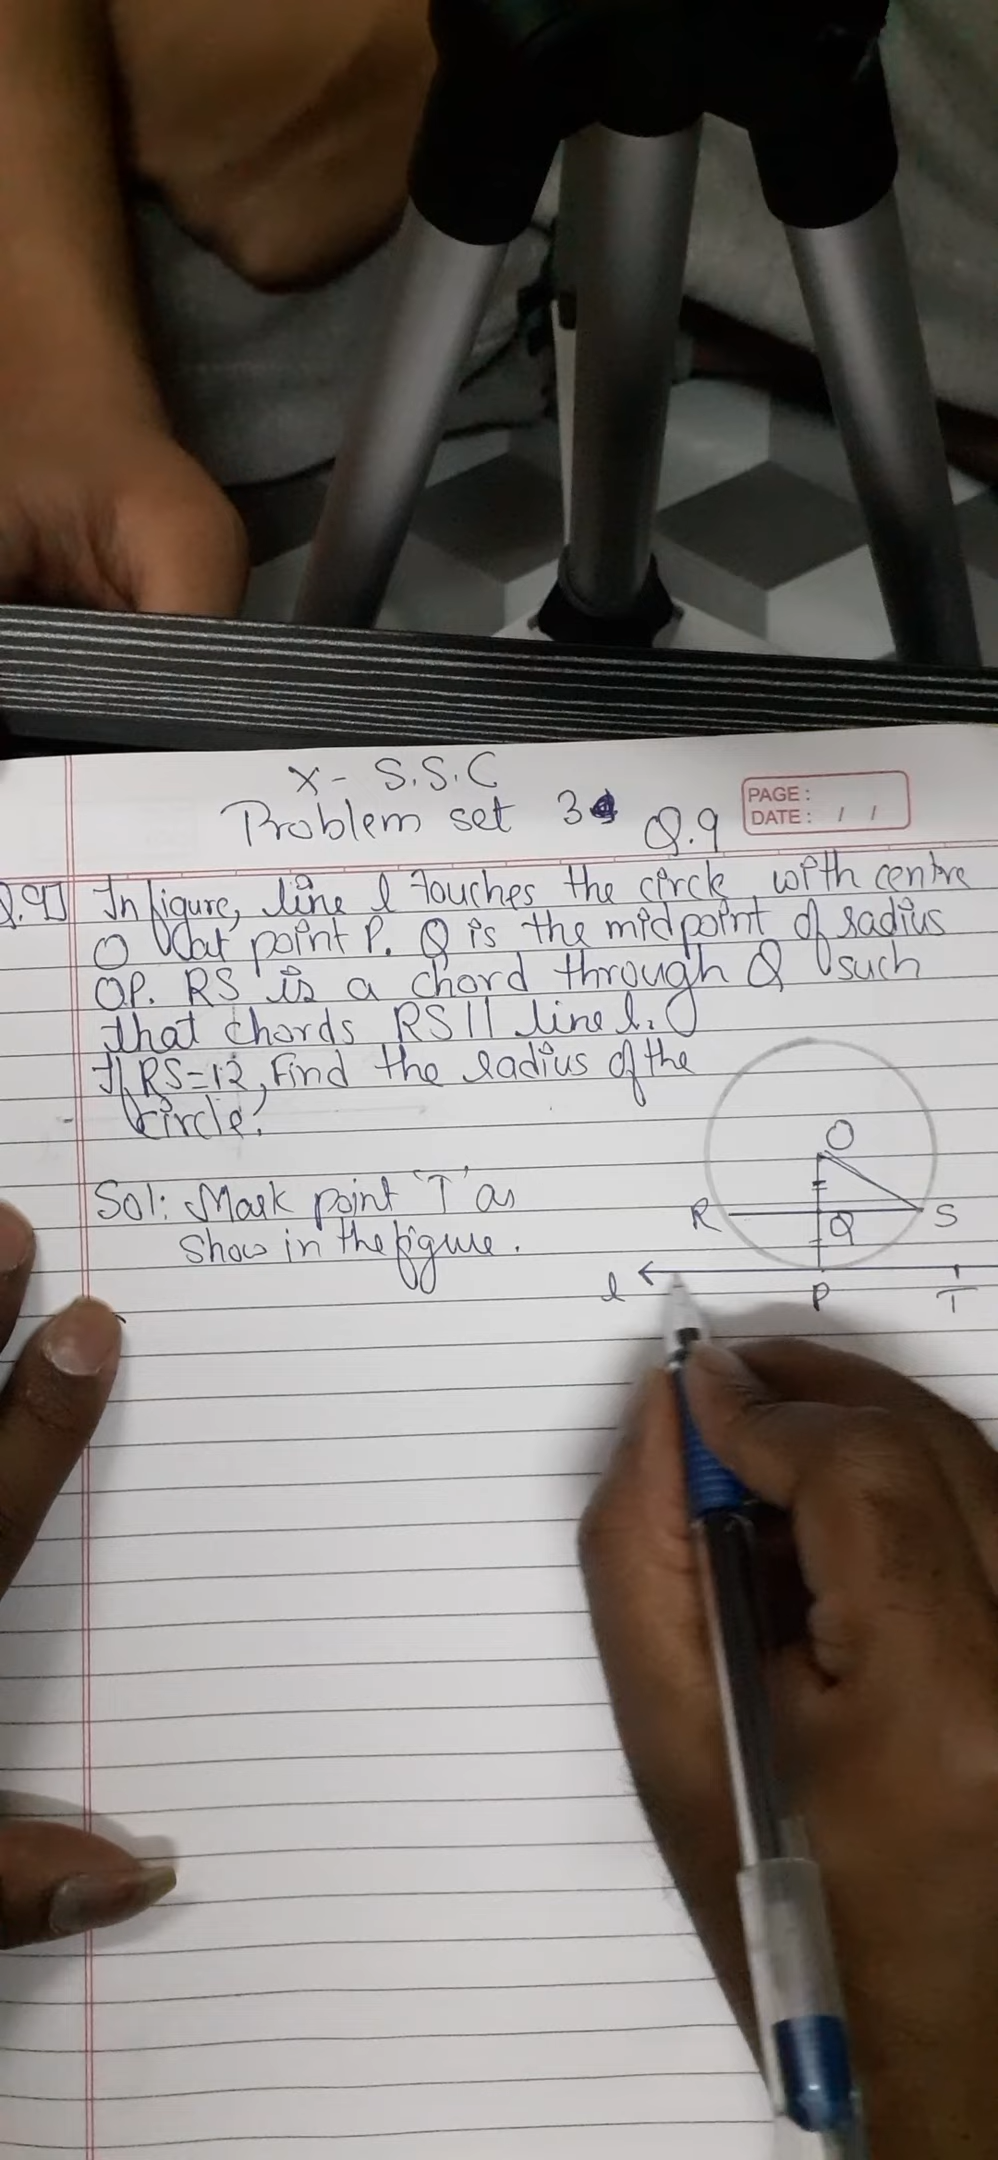 X- S.S.C
Problem set 3
Q.9
PAGE:
DATE: / /
Q.9] In figure, line l touches the circle with centre
O at point P. Q is the midpoint of radius
OP. RS is a chord through Q such
that chords RS || line l.
If RS=12, Find the radius of the
circle?
Sol: Mark point 'T' as
Show in the figure.
O
R Q S
l P T